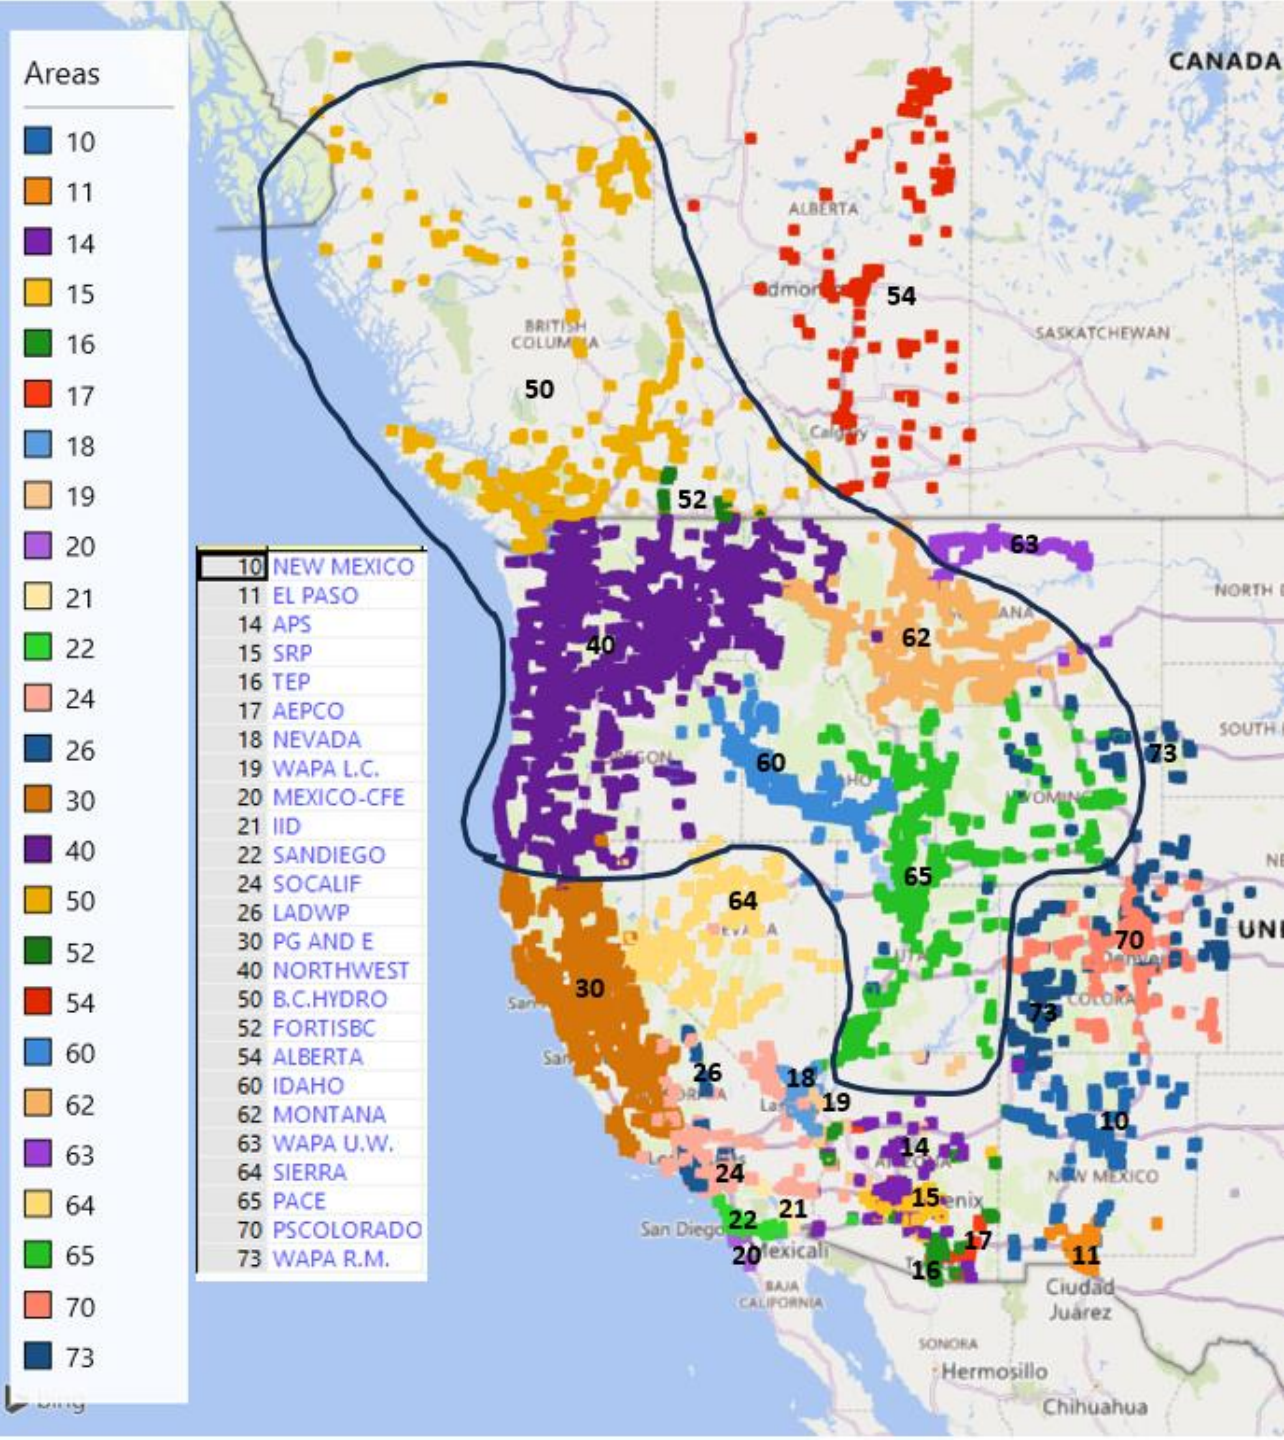 CANADA
Areas
10
11
14
15
16
17
18
19
20
21
22
24
26
30
40
50
52
54
60
62
63
64
65
70
73
bing
10 NEW MEXICO
11 EL PASO
14 APS
15 SRP
16 TEP
17 AEPCO
18 NEVADA
19 WAPA L.C.
20 MEXICO-CFE
21 IID
22 SANDIEGO
24 SOCALIF
26 LADWP
30 PG AND E
40 NORTHWEST
50 B.C.HYDRO
52 FORTISBC
54 ALBERTA
60 IDAHO
62 MONTANA
63 WAPA U.W.
64 SIERRA
65 PACE
70 PSCOLORADO
73 WAPA R.M.
ALBERTA
54
BRITISH
COLUMBIA
SASKATCHEWAN
50
Calgary
52
63
NORTH
62
40
SOUTH
60
73
WYOMING
65
64
UN
70
Denver
30
73
COLORA
26
18
19
10
14
24
NEW MEXICO
15
21
22
San Diego
17
20
Mexicali
16
11
BAJA
CALIFORNIA
Ciudad
Juárez
SONORA
Hermosillo
Chihuahua